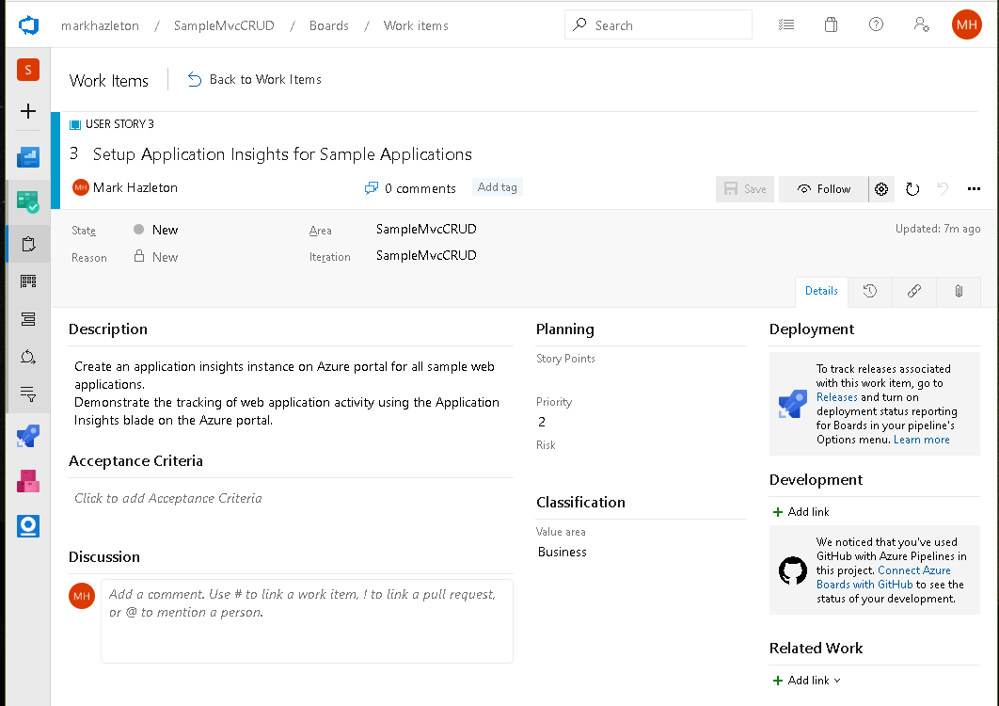 markhazleton / SampleMvcCRUD / Boards / Work items
Search
MH
S
Work Items
Back to Work Items
USER STORY 3
3 Setup Application Insights for Sample Applications
MH Mark Hazleton
0 comments
Add tag
Save
Follow
State New
Area SampleMvcCRUD
Updated: 7m ago
Reason New
Iteration SampleMvcCRUD
Details
Description
Create an application insights instance on Azure portal for all sample web
applications.
Demonstrate the tracking of web application activity using the Application
Insights blade on the Azure portal.
Acceptance Criteria
Click to add Acceptance Criteria
Discussion
MH
Add a comment. Use # to link a work item, ! to link a pull request,
or @ to mention a person.
Planning
Story Points
Priority
2
Risk
Classification
Value area
Business
Deployment
To track releases associated
with this work item, go to
Releases and turn on
deployment status reporting
for Boards in your pipeline's
Options menu. Learn more
Development
+ Add link
We noticed that you've used
GitHub with Azure Pipelines in
this project. Connect Azure
Boards with GitHub to see the
status of your development.
Related Work
+ Add link